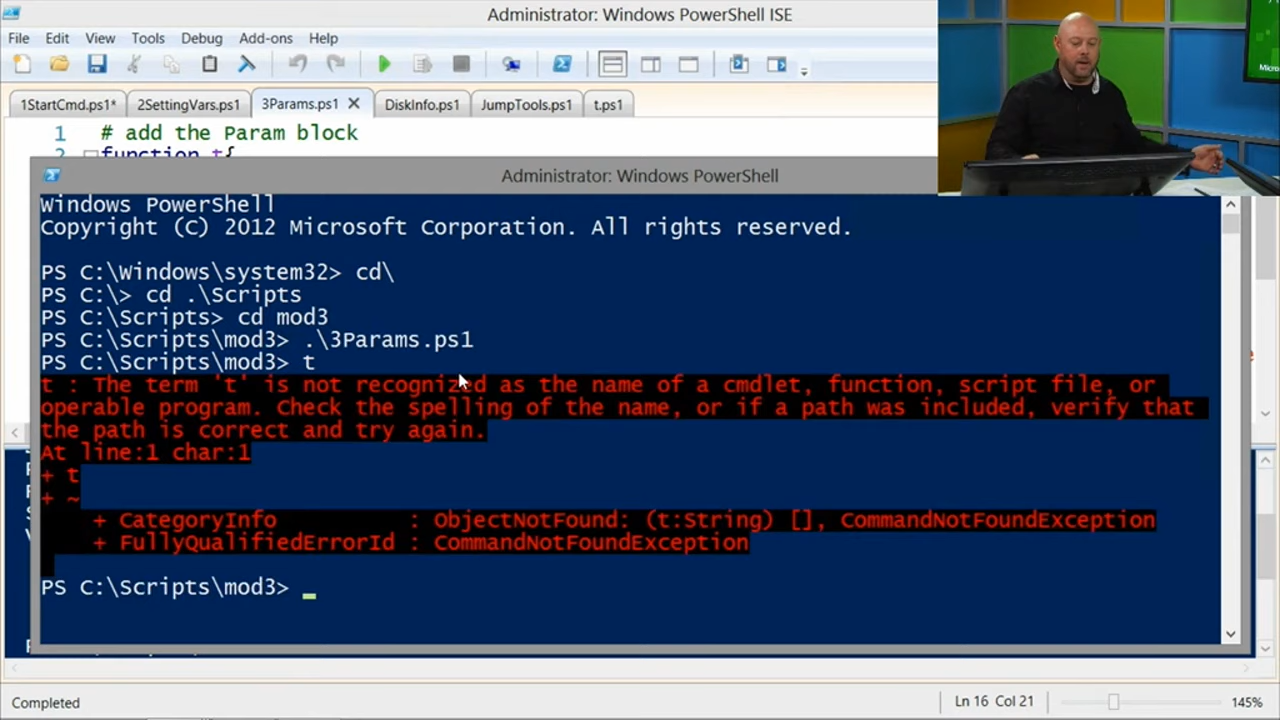 Administrator: Windows PowerShell ISE
Micro
File Edit View Tools Debug Add-ons Help
1StartCmd.ps1* 2SettingVars.ps1 3Params.ps1 DiskInfo.ps1 JumpTools.ps1 t.ps1
1 # add the Param block
2 function t{
Administrator: Windows PowerShell
Windows PowerShell
Copyright (C) 2012 Microsoft Corporation. All rights reserved.
PS C:\Windows\system32> cd\
PS C:\> cd .\Scripts
PS C:\Scripts> cd mod3
PS C:\Scripts\mod3> .\3Params.ps1
PS C:\Scripts\mod3> t
t : The term 't' is not recognized as the name of a cmdlet, function, script file, or
operable program. Check the spelling of the name, or if a path was included, verify that
the path is correct and try again.
At line:1 char:1
+ t
+ ~
+ CategoryInfo : ObjectNotFound: (t:String) [], CommandNotFoundException
+ FullyQualifiedErrorId : CommandNotFoundException
PS C:\Scripts\mod3> _
Completed
Ln 16 Col 21
145%